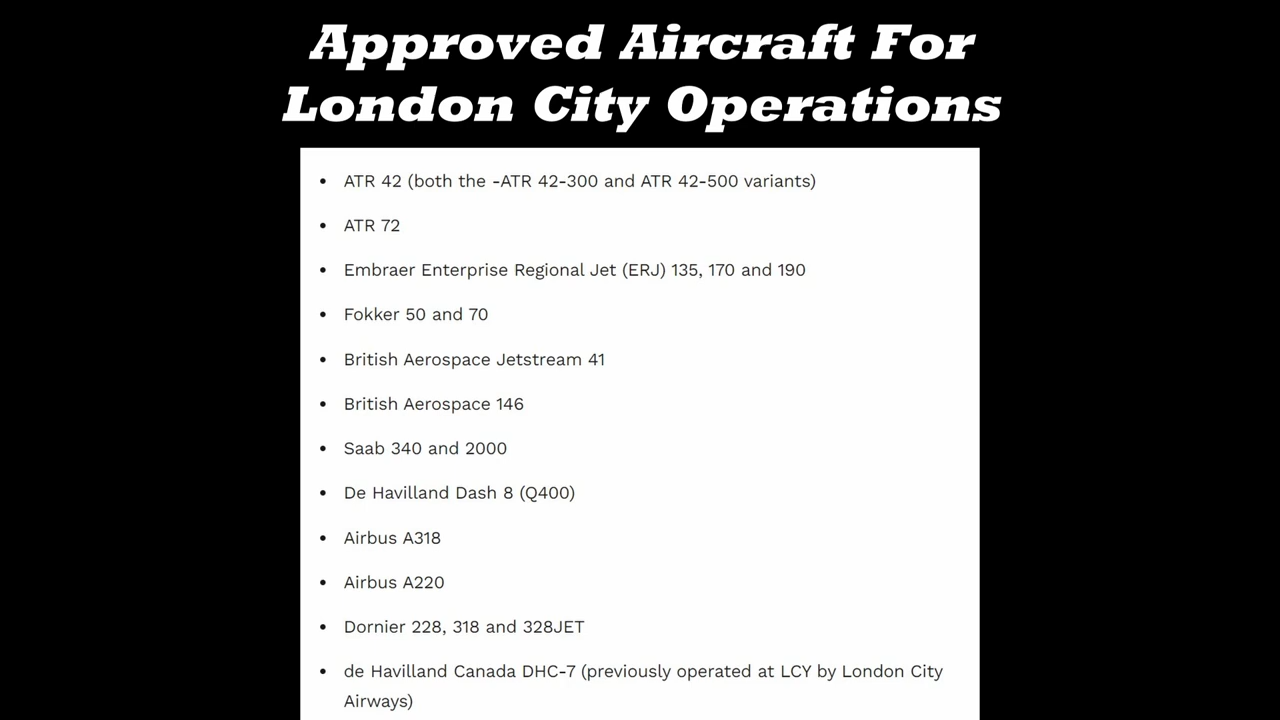 Approved Aircraft For
London City Operations
• ATR 42 (both the -ATR 42-300 and ATR 42-500 variants)
• ATR 72
• Embraer Enterprise Regional Jet (ERJ) 135, 170 and 190
• Fokker 50 and 70
• British Aerospace Jetstream 41
• British Aerospace 146
• Saab 340 and 2000
• De Havilland Dash 8 (Q400)
• Airbus A318
• Airbus A220
• Dornier 228, 318 and 328JET
• de Havilland Canada DHC-7 (previously operated at LCY by London City
Airways)